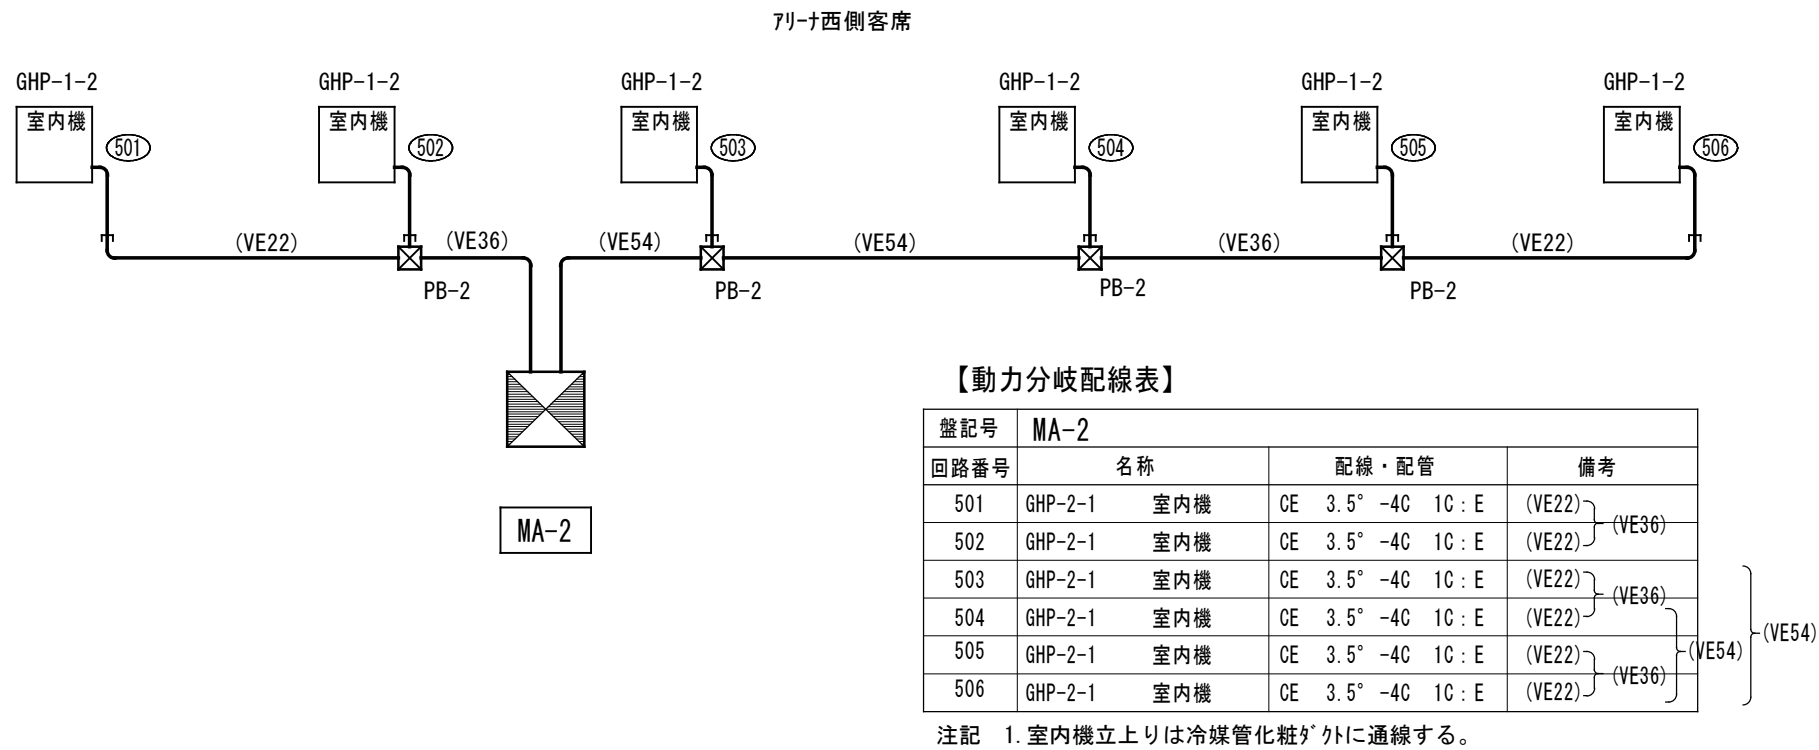 ｱﾘｰﾅ西側客席
GHP-1-2 GHP-1-2 GHP-1-2 GHP-1-2 GHP-1-2 GHP-1-2
室内機 室内機 室内機 室内機 室内機 室内機
501 502 503 504 505 506
(VE22) (VE36) (VE54) (VE54) (VE36) (VE22)
PB-2 PB-2 PB-2 PB-2
MA-2
【動力分岐配線表】
盤記号 MA-2
回路番号 名称 配線・配管 備考
501 GHP-2-1 室内機 CE 3.5° -4C 1C：E (VE22)
(VE36)
502 GHP-2-1 室内機 CE 3.5° -4C 1C：E (VE22)
503 GHP-2-1 室内機 CE 3.5° -4C 1C：E (VE22)
(VE36)
504 GHP-2-1 室内機 CE 3.5° -4C 1C：E (VE22)
(VE54)
505 GHP-2-1 室内機 CE 3.5° -4C 1C：E (VE22)
(VE54)
(VE36)
506 GHP-2-1 室内機 CE 3.5° -4C 1C：E (VE22)
注記 1. 室内機立上りは冷媒管化粧ﾀﾞｸﾄに通線する。